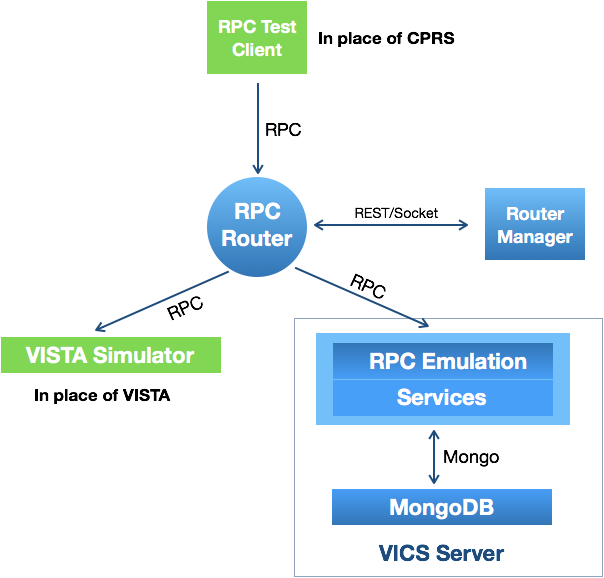 RPC Test
Client
In place of CPRS
RPC
RPC
Router
REST/Socket
Router
Manager
RPC
RPC
VISTA Simulator
In place of VISTA
RPC Emulation
Services
Mongo
MongoDB
VICS Server